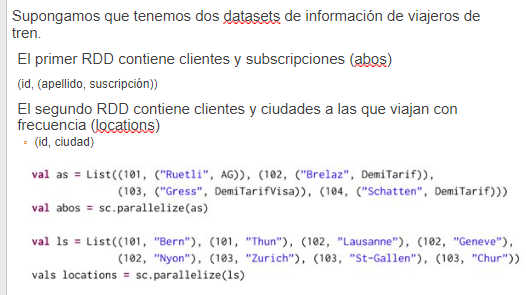 Supongamos que tenemos dos datasets de información de viajeros de
tren.
El primer RDD contiene clientes y subscripciones (abos)
(id, (apellido, suscripción))
El segundo RDD contiene clientes y ciudades a las que viajan con
frecuencia (locations)
▫ (id, ciudad)
val as = List((101, ("Ruetli", AG)), (102, ("Brelaz", DemiTarif)),
(103, ("Gress", DemiTarifVisa)), (104, ("Schatten", DemiTarif)))
val abos = sc.parallelize(as)
val ls = List((101, "Bern"), (101, "Thun"), (102, "Lausanne"), (102, "Geneve"),
(102, "Nyon"), (103, "Zurich"), (103, "St-Gallen"), (103, "Chur"))
vals locations = sc.parallelize(ls)